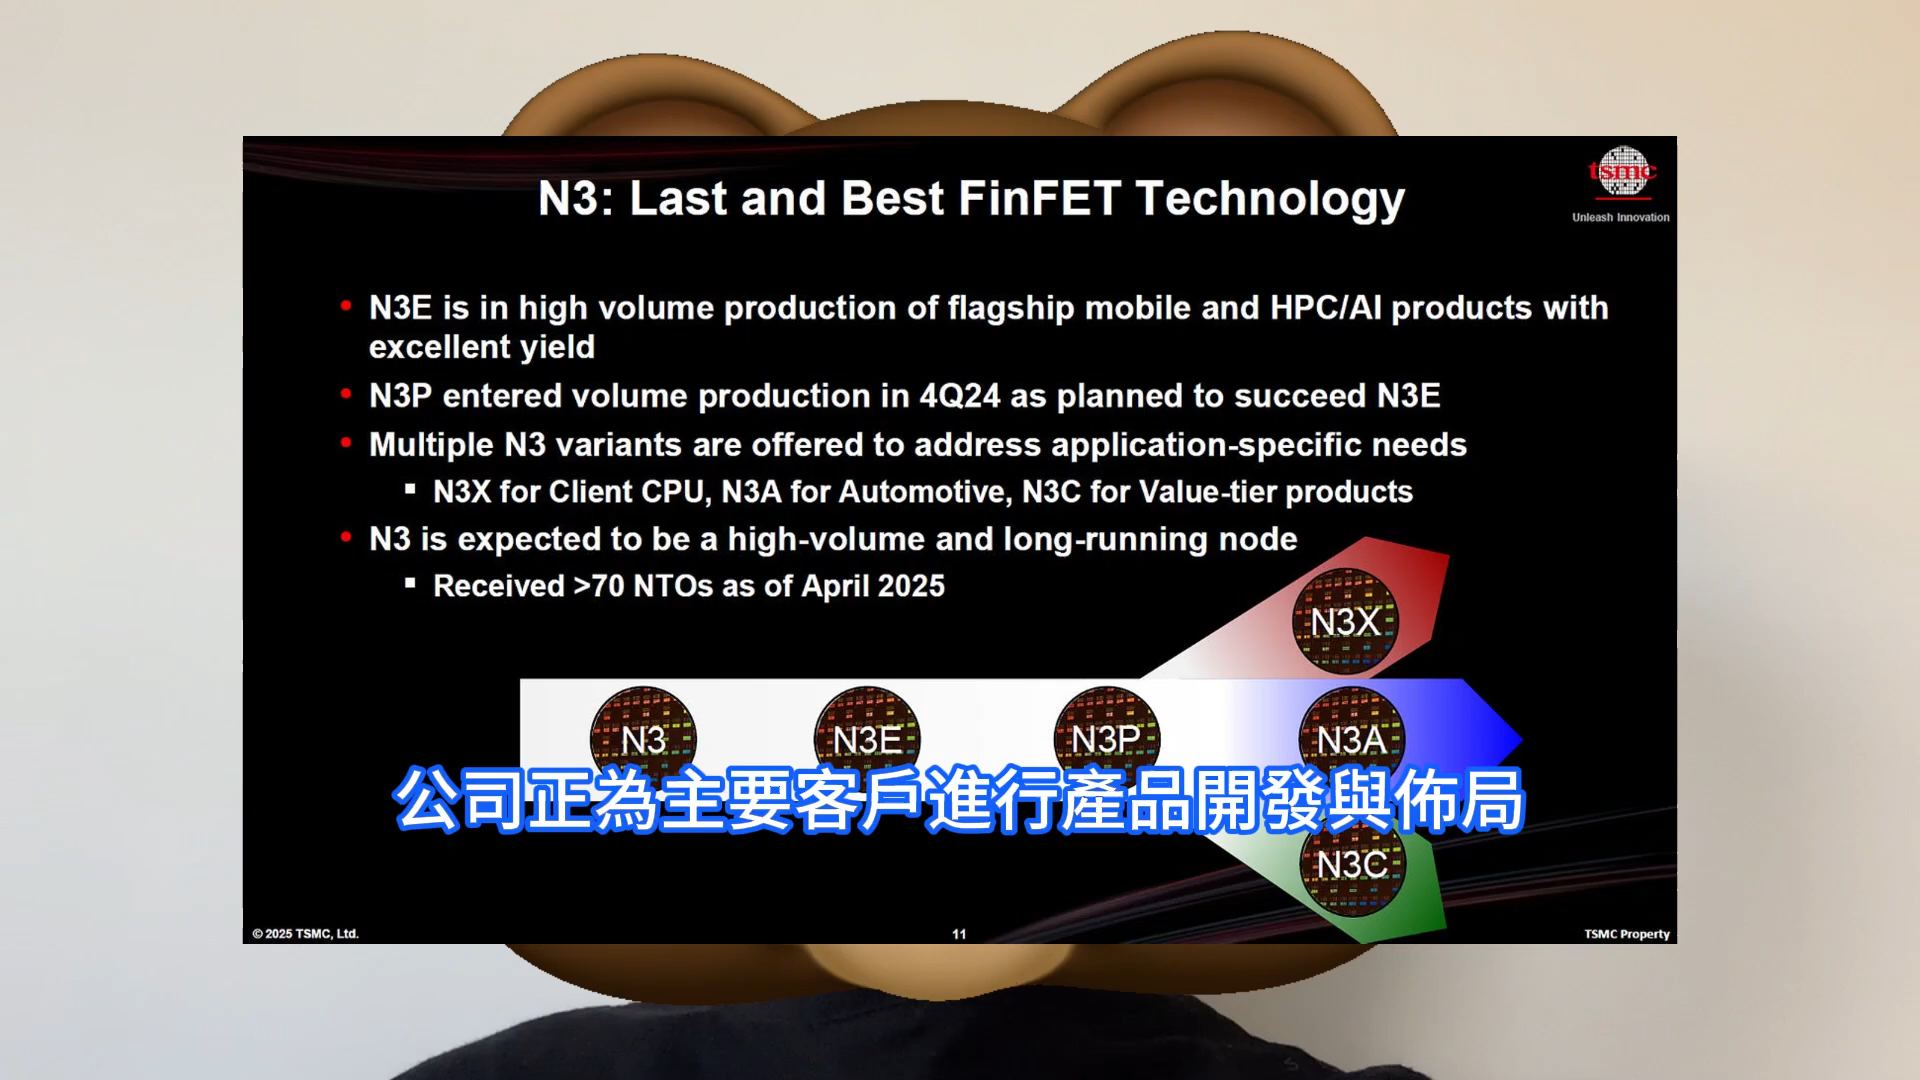 tsmc
Unleash Innovation
N3: Last and Best FinFET Technology
• N3E is in high volume production of flagship mobile and HPC/AI products with
excellent yield
• N3P entered volume production in 4Q24 as planned to succeed N3E
• Multiple N3 variants are offered to address application-specific needs
▪ N3X for Client CPU, N3A for Automotive, N3C for Value-tier products
• N3 is expected to be a high-volume and long-running node
▪ Received >70 NTOs as of April 2025
N3X
N3 N3E N3P N3A
公司正為主要客戶進行產品開發與佈局
N3C
© 2025 TSMC, Ltd. 11 TSMC Property